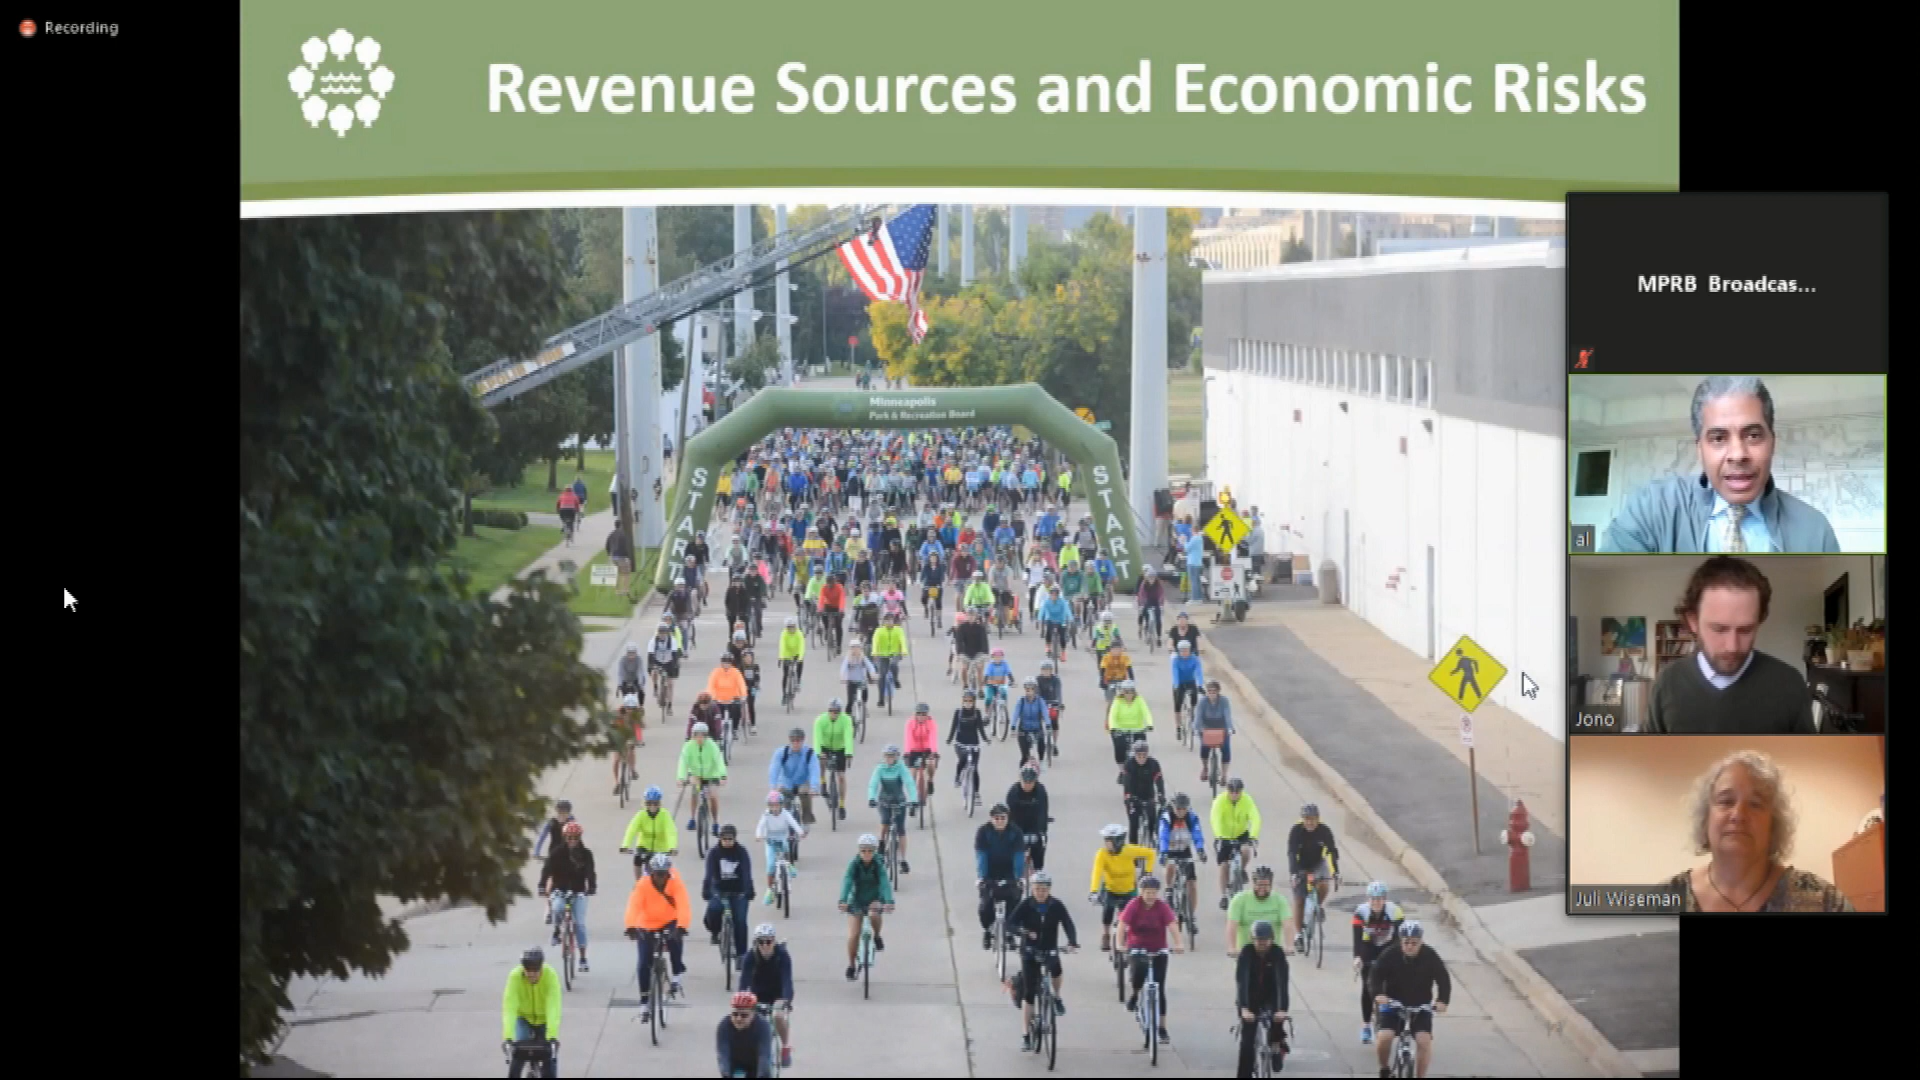 Recording
Revenue Sources and Economic Risks
MPRB Broadcas...
Minneapolis
Park & Recreation Board
START
START
al
Jono
Juli Wiseman